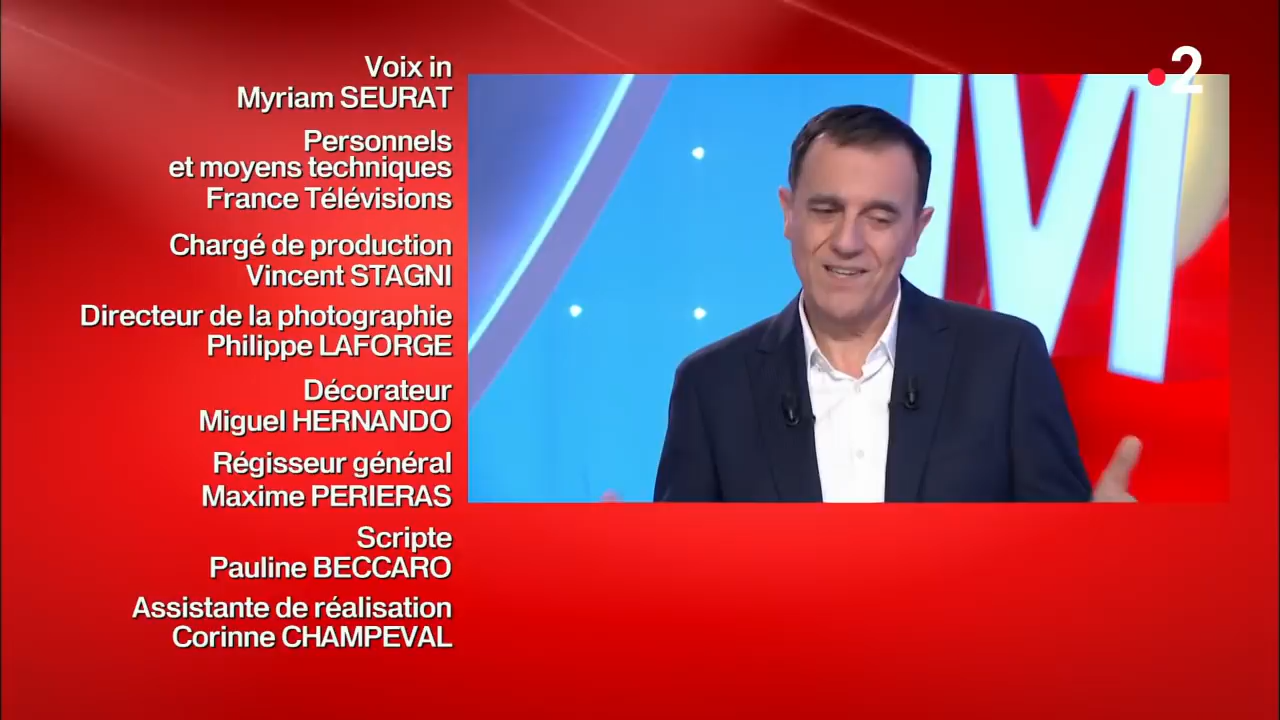 Voix in
Myriam SEURAT
Personnels
et moyens techniques
France Télévisions
Chargé de production
Vincent STAGNI
Directeur de la photographie
Philippe LAFORGE
Décorateur
Miguel HERNANDO
Régisseur général
Maxime PERIERAS
Scripte
Pauline BECCARO
Assistante de réalisation
Corinne CHAMPEVAL
2
M